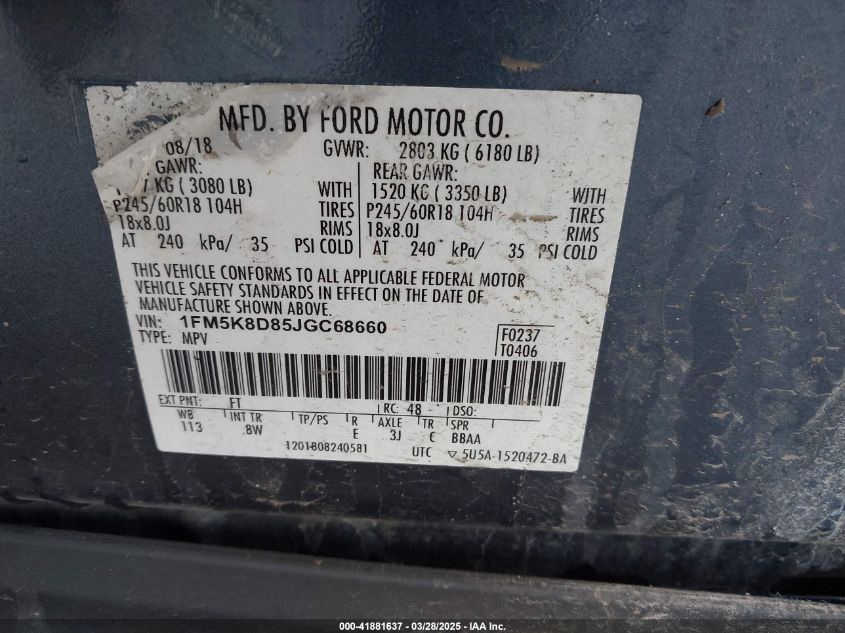 MFD. BY FORD MOTOR CO.
08/18 GVWR: 2803 KG ( 6180 LB)
GAWR: REAR GAWR:
KG ( 3080 LB) WITH 1520 KG ( 3350 LB) WITH
P245/60R18 104H TIRES P245/60R18 104H TIRES
18x8.0J RIMS 18x8.0J RIMS
AT 240 kPa/ 35 PSI COLD AT 240 kPa/ 35 PSI COLD
THIS VEHICLE CONFORMS TO ALL APPLICABLE FEDERAL MOTOR
VEHICLE SAFETY STANDARDS IN EFFECT ON THE DATE OF
MANUFACTURE SHOWN ABOVE.
VIN: 1FM5K8D85JGC68660 F0237
TYPE: MPV T0406
EXT PNT: FT RC: 48 DSO:
WB INT TR TP/PS R AXLE TR SPR
113 .8W E 3J C BBAA
1201808240581 UTC ▽ 5U5A-1520472-BA
000-41881637 - 03/28/2025 - IAA Inc.